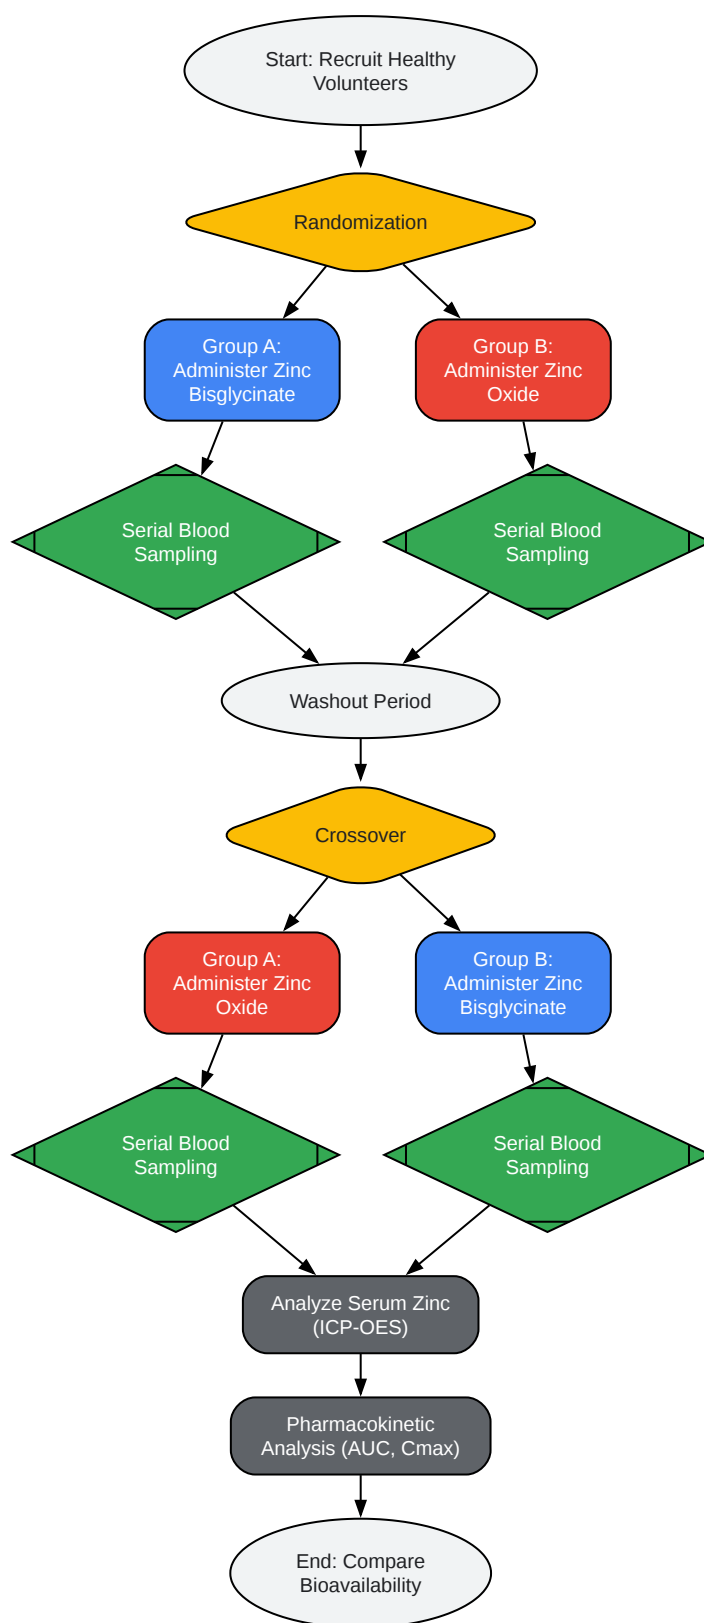 Start: Recruit Healthy
Volunteers
Randomization
Group A:
Administer Zinc
Bisglycinate
Group B:
Administer Zinc
Oxide
Serial Blood
Sampling
Serial Blood
Sampling
Washout Period
Crossover
Group A:
Administer Zinc
Oxide
Group B:
Administer Zinc
Bisglycinate
Serial Blood
Sampling
Serial Blood
Sampling
Analyze Serum Zinc
(ICP-OES)
Pharmacokinetic
Analysis (AUC, Cmax)
End: Compare
Bioavailability